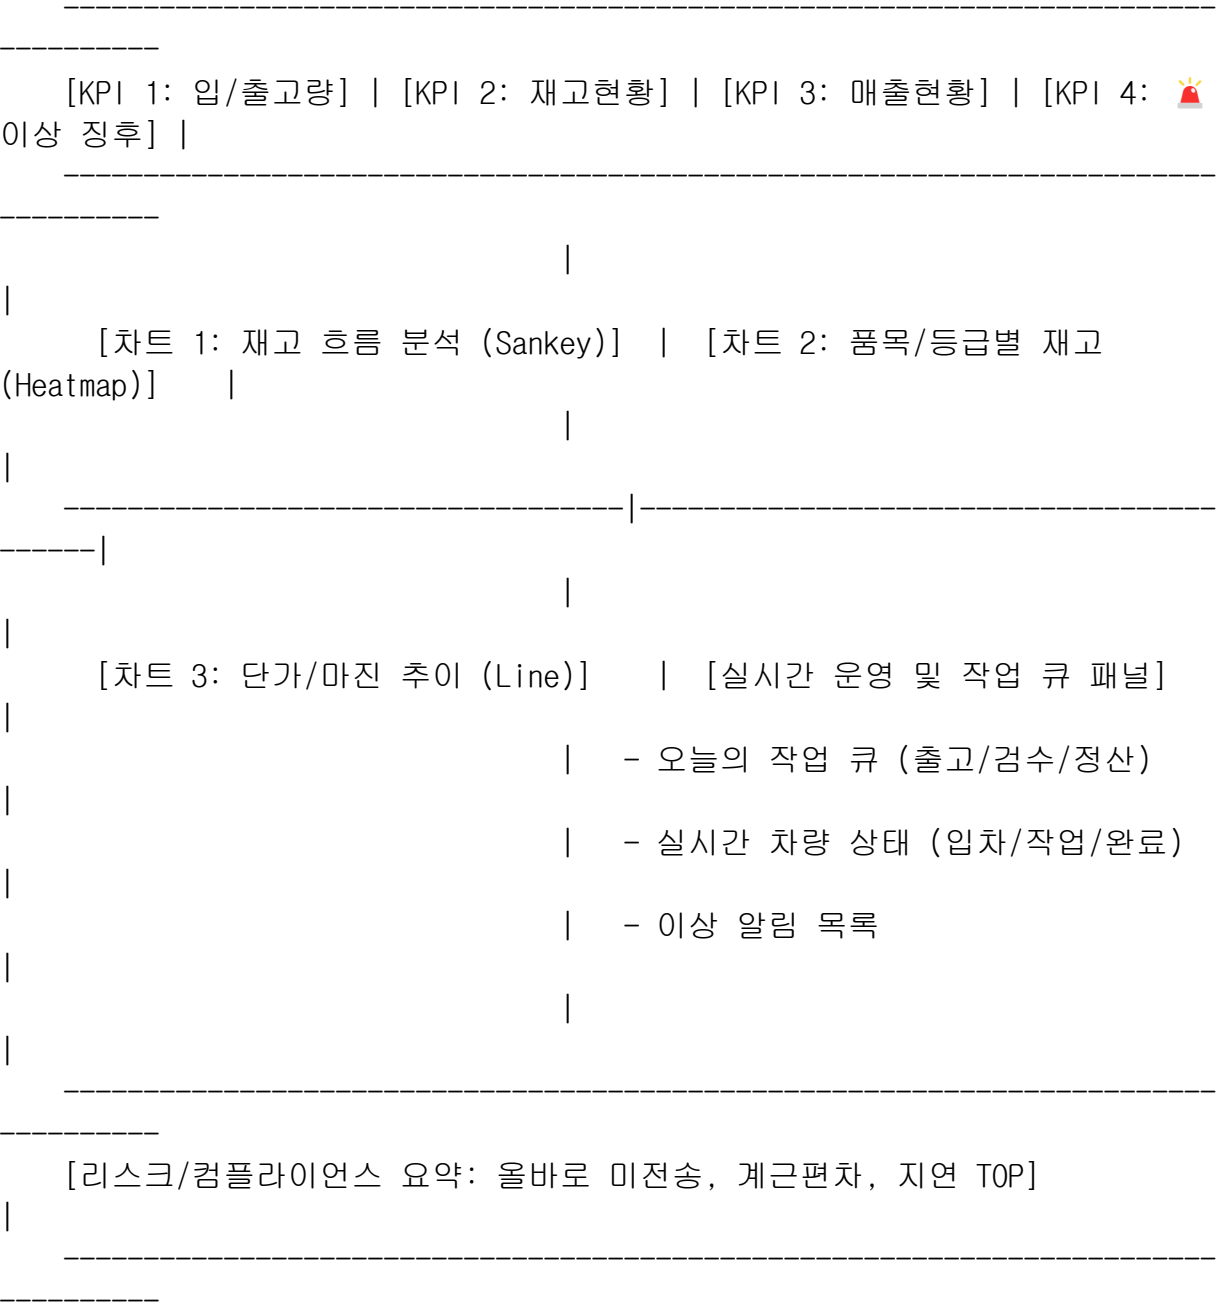 ------------------------------------------------------------------------
----------
[KPI 1: 입/출고량] | [KPI 2: 재고현황] | [KPI 3: 매출현황] | [KPI 4: 🚨
이상 징후] |
------------------------------------------------------------------------
----------
|
|
[차트 1: 재고 흐름 분석 (Sankey)] | [차트 2: 품목/등급별 재고
(Heatmap)] |
|
|
-----------------------------------|------------------------------------
------|
|
|
[차트 3: 단가/마진 추이 (Line)] | [실시간 운영 및 작업 큐 패널]
|
| - 오늘의 작업 큐 (출고/검수/정산)
|
| - 실시간 차량 상태 (입차/작업/완료)
|
| - 이상 알림 목록
|
|
|
------------------------------------------------------------------------
----------
[리스크/컴플라이언스 요약: 올바로 미전송, 계근편차, 지연 TOP]
|
------------------------------------------------------------------------
----------